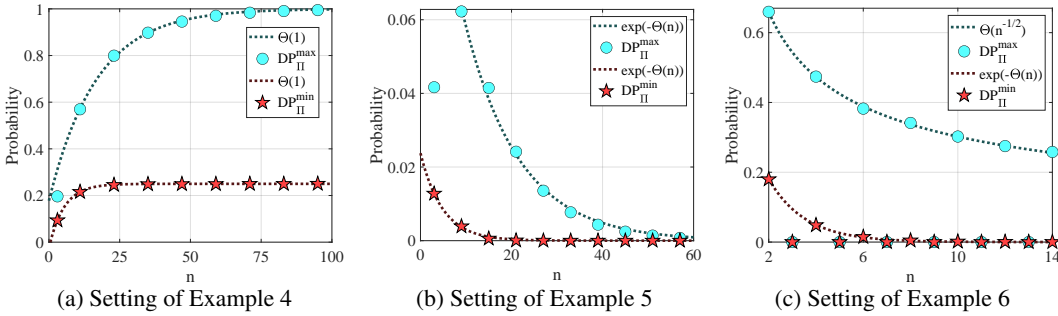 1
0.8
0.6
0.4
0.2
0
Probability
0
25
50
75
100
n
Θ(1)
DP_Π^max
Θ(1)
DP_Π^min
(a) Setting of Example 4
0.06
0.04
0.02
0
Probability
0
20
40
60
n
exp(-Θ(n))
DP_Π^max
exp(-Θ(n))
DP_Π^min
(b) Setting of Example 5
0.6
0.4
0.2
0
Probability
2
6
10
14
n
Θ(n^-1/2)
DP_Π^max
exp(-Θ(n))
DP_Π^min
(c) Setting of Example 6